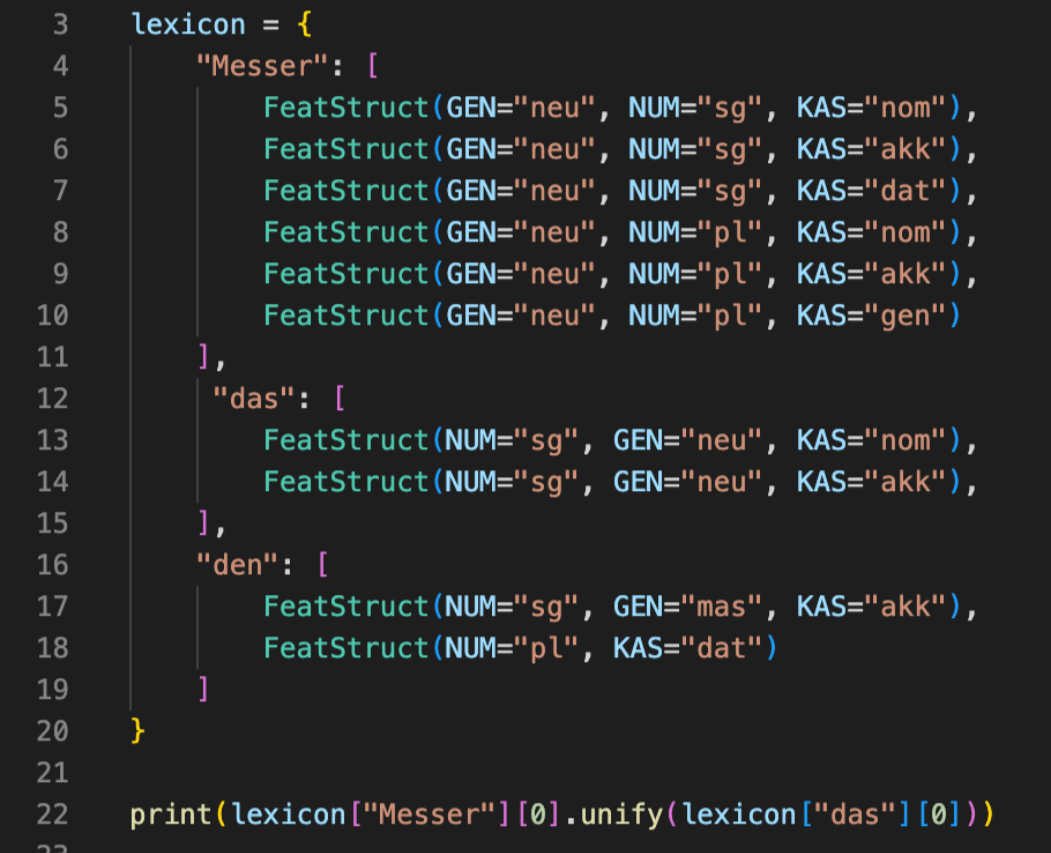 3 lexicon = {
4 "Messer": [
5 FeatStruct(GEN="neu", NUM="sg", KAS="nom"),
6 FeatStruct(GEN="neu", NUM="sg", KAS="akk"),
7 FeatStruct(GEN="neu", NUM="sg", KAS="dat"),
8 FeatStruct(GEN="neu", NUM="pl", KAS="nom"),
9 FeatStruct(GEN="neu", NUM="pl", KAS="akk"),
10 FeatStruct(GEN="neu", NUM="pl", KAS="gen")
11 ],
12 "das": [
13 FeatStruct(NUM="sg", GEN="neu", KAS="nom"),
14 FeatStruct(NUM="sg", GEN="neu", KAS="akk"),
15 ],
16 "den": [
17 FeatStruct(NUM="sg", GEN="mas", KAS="akk"),
18 FeatStruct(NUM="pl", KAS="dat")
19 ]
20 }
21
22 print(lexicon["Messer"][0].unify(lexicon["das"][0]))